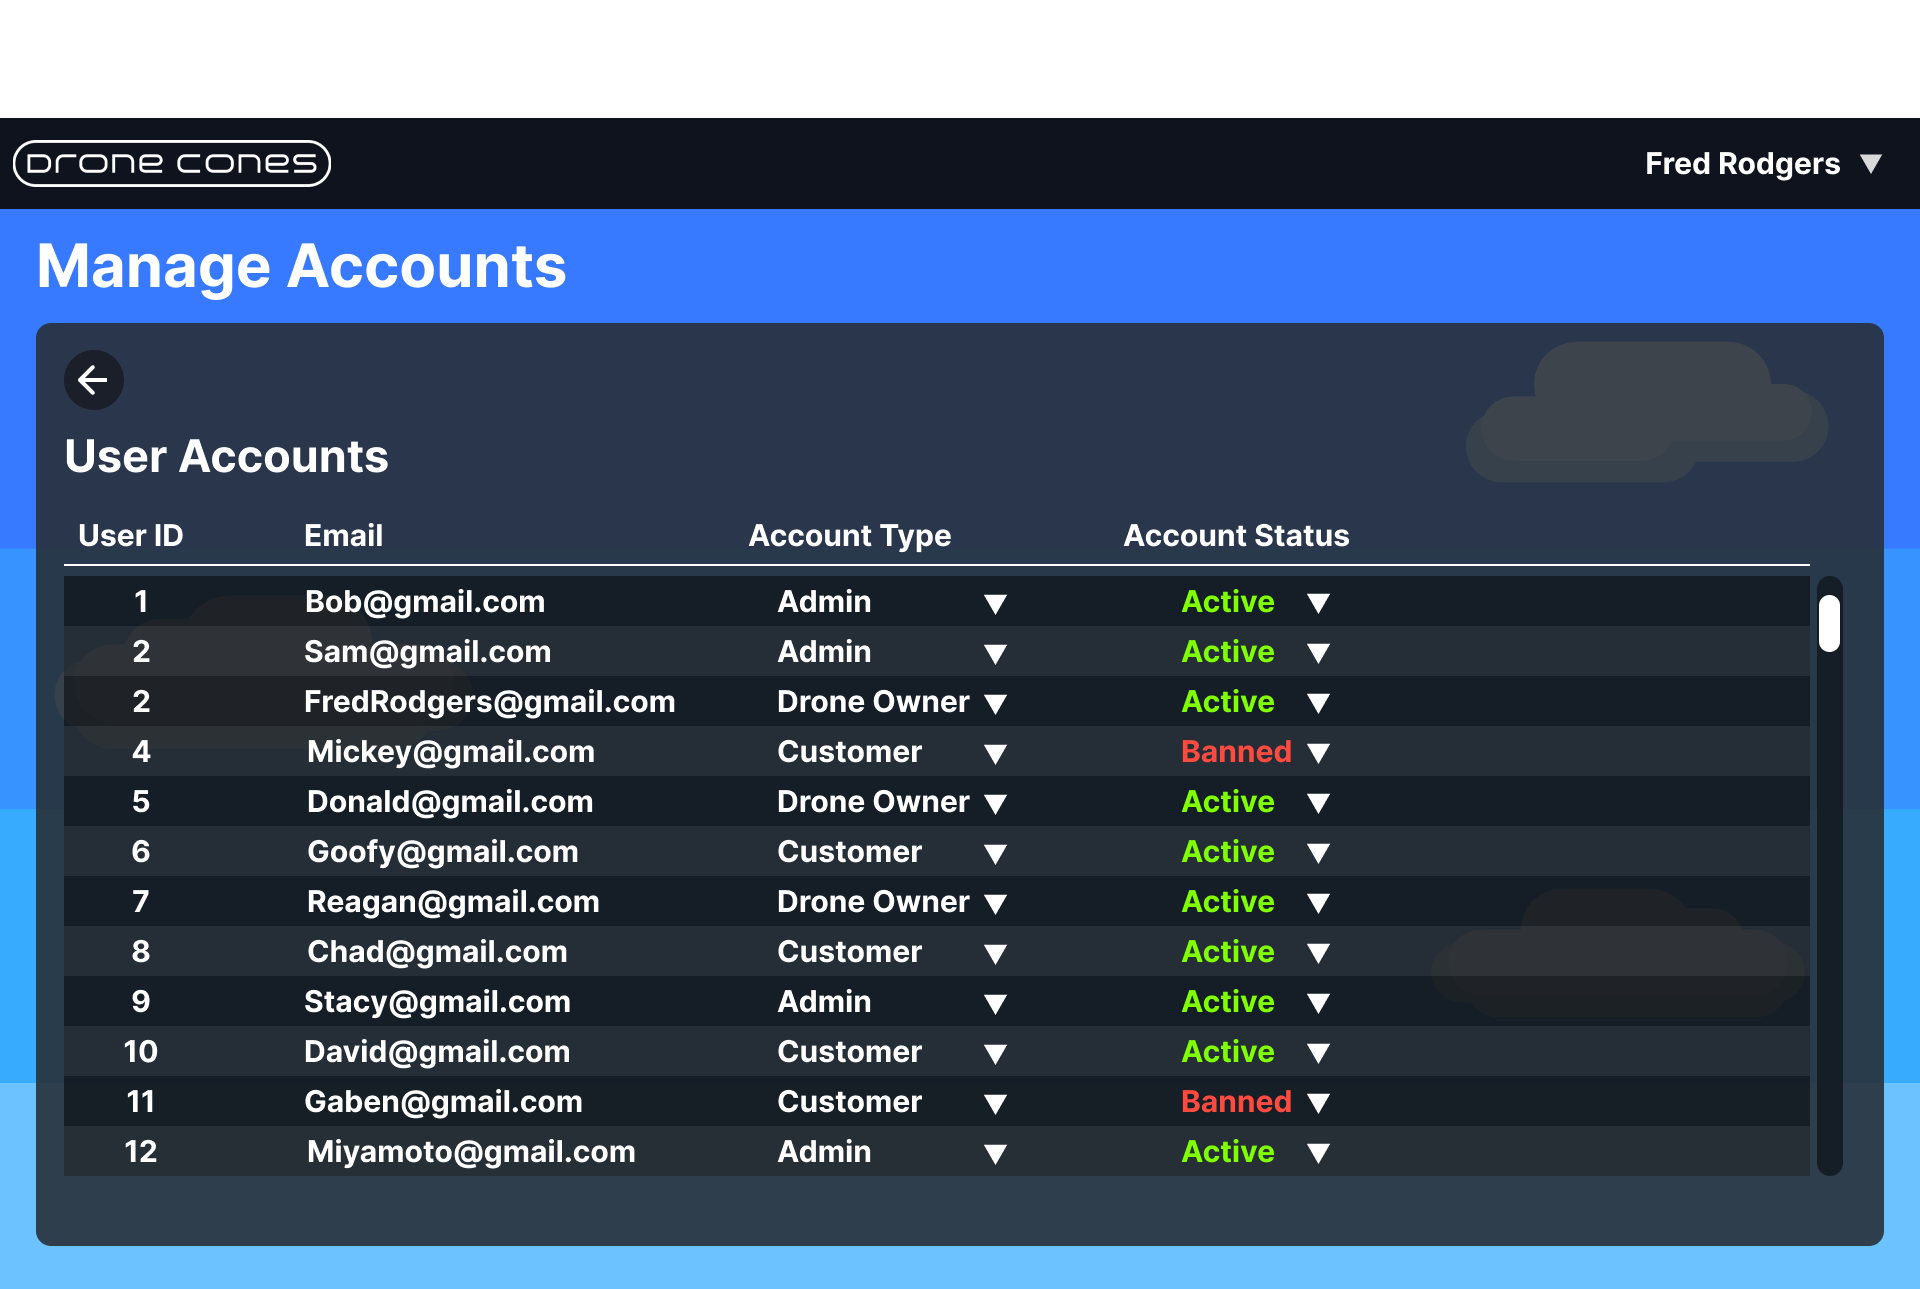 Drone Cones
Fred Rodgers ▼
Manage Accounts
User Accounts
User ID Email Account Type Account Status
1 Bob@gmail.com Admin ▼ Active ▼
2 Sam@gmail.com Admin ▼ Active ▼
2 FredRodgers@gmail.com Drone Owner ▼ Active ▼
4 Mickey@gmail.com Customer ▼ Banned ▼
5 Donald@gmail.com Drone Owner ▼ Active ▼
6 Goofy@gmail.com Customer ▼ Active ▼
7 Reagan@gmail.com Drone Owner ▼ Active ▼
8 Chad@gmail.com Customer ▼ Active ▼
9 Stacy@gmail.com Admin ▼ Active ▼
10 David@gmail.com Customer ▼ Active ▼
11 Gaben@gmail.com Customer ▼ Banned ▼
12 Miyamoto@gmail.com Admin ▼ Active ▼